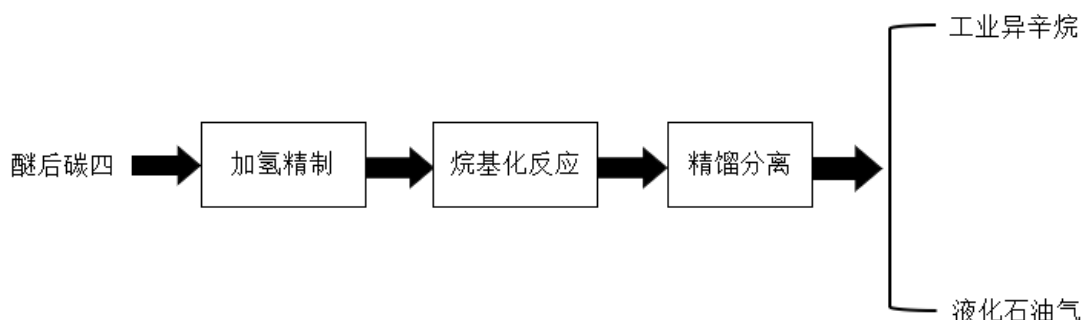 工业异辛烷
醚后碳四
加氢精制
烷基化反应
精馏分离
液化石油气